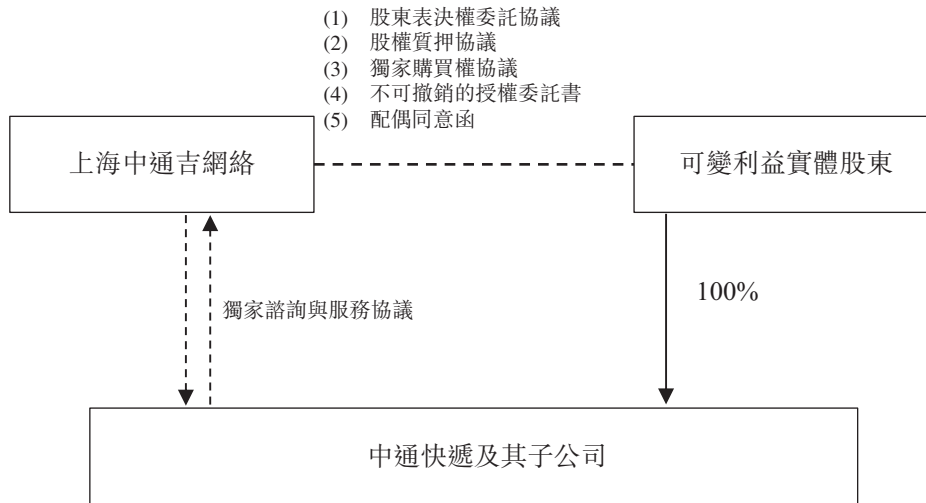 (1) 股東表決權委託協議
(2) 股權質押協議
(3) 獨家購買權協議
(4) 不可撤銷的授權委託書
(5) 配偶同意函
上海中通吉網絡
可變利益實體股東
100%
獨家諮詢與服務協議
中通快遞及其子公司